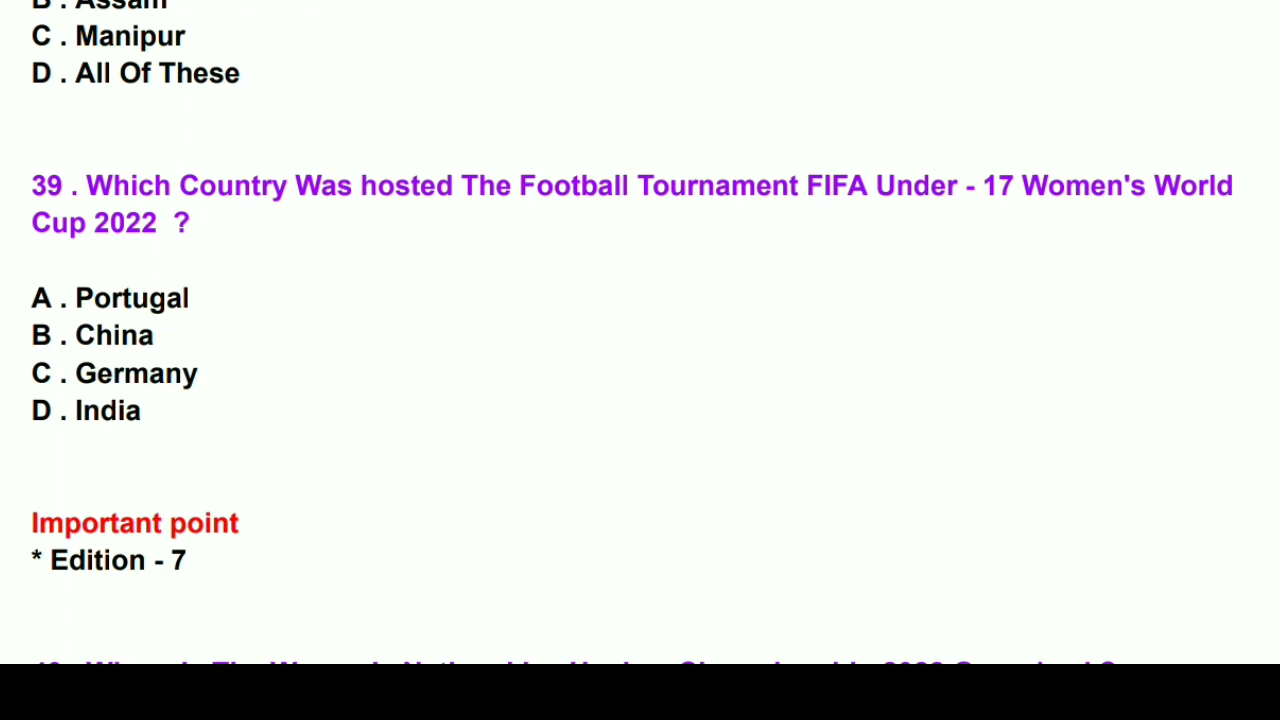 B . Assam
C . Manipur
D . All Of These
39 . Which Country Was hosted The Football Tournament FIFA Under - 17 Women's World
Cup 2022 ?
A . Portugal
B . China
C . Germany
D . India
Important point
* Edition - 7